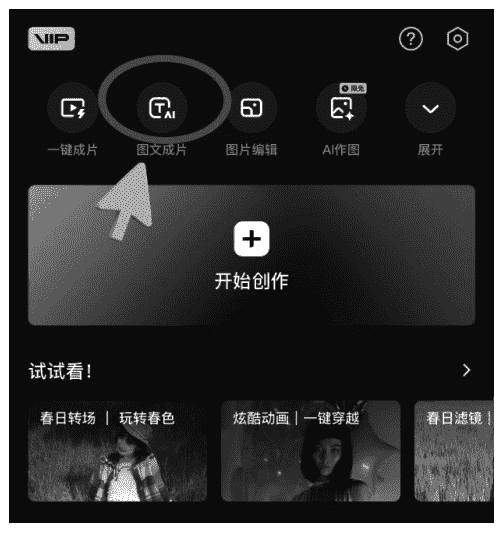 VIP
?
限免
TAI
一键成片
图文成片
图片编辑
AI作图
展开
开始创作
试试看！
春日转场 | 玩转春色
炫酷动画 | 一键穿越
春日滤镜 |